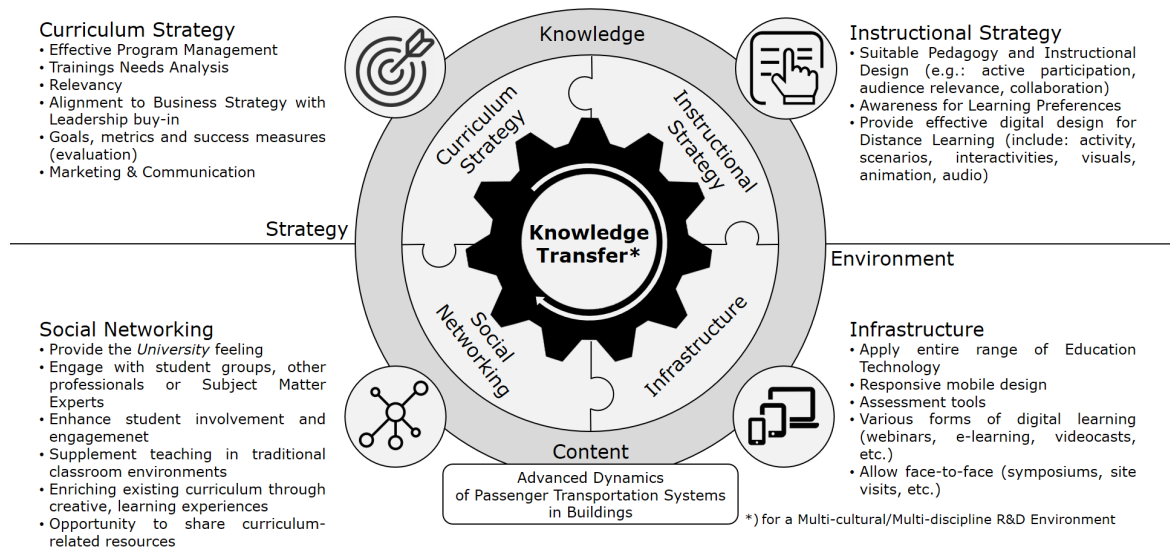 Curriculum Strategy
• Effective Program Management
• Trainings Needs Analysis
• Relevancy
• Alignment to Business Strategy with
Leadership buy-in
• Goals, metrics and success measures
(evaluation)
• Marketing & Communication
Knowledge
Instructional Strategy
• Suitable Pedagogy and Instructional
Design (e.g.: active participation,
audience relevance, collaboration)
• Awareness for Learning Preferences
• Provide effective digital design for
Distance Learning (include: activity,
scenarios, interactivities, visuals,
animation, audio)
Curriculum
Strategy
Instructional
Strategy
Strategy
Knowledge
Transfer*)
Environment
Social
Networking
Infrastructure
Social Networking
• Provide the University feeling
• Engage with student groups, other
professionals or Subject Matter
Experts
• Enhance student involvement and
engagemenet
• Supplement teaching in traditional
classroom environments
• Enriching existing curriculum through
creative, learning experiences
• Opportunity to share curriculum-
related resources
Infrastructure
• Apply entire range of Education
Technology
• Responsive mobile design
• Assessment tools
• Various forms of digital learning
(webinars, e-learning, videocasts,
etc.)
• Allow face-to-face (symposiums, site
visits, etc.)
Content
Advanced Dynamics
of Passenger Transportation Systems
in Buildings
*) for a Multi-cultural/Multi-discipline R&D Environment